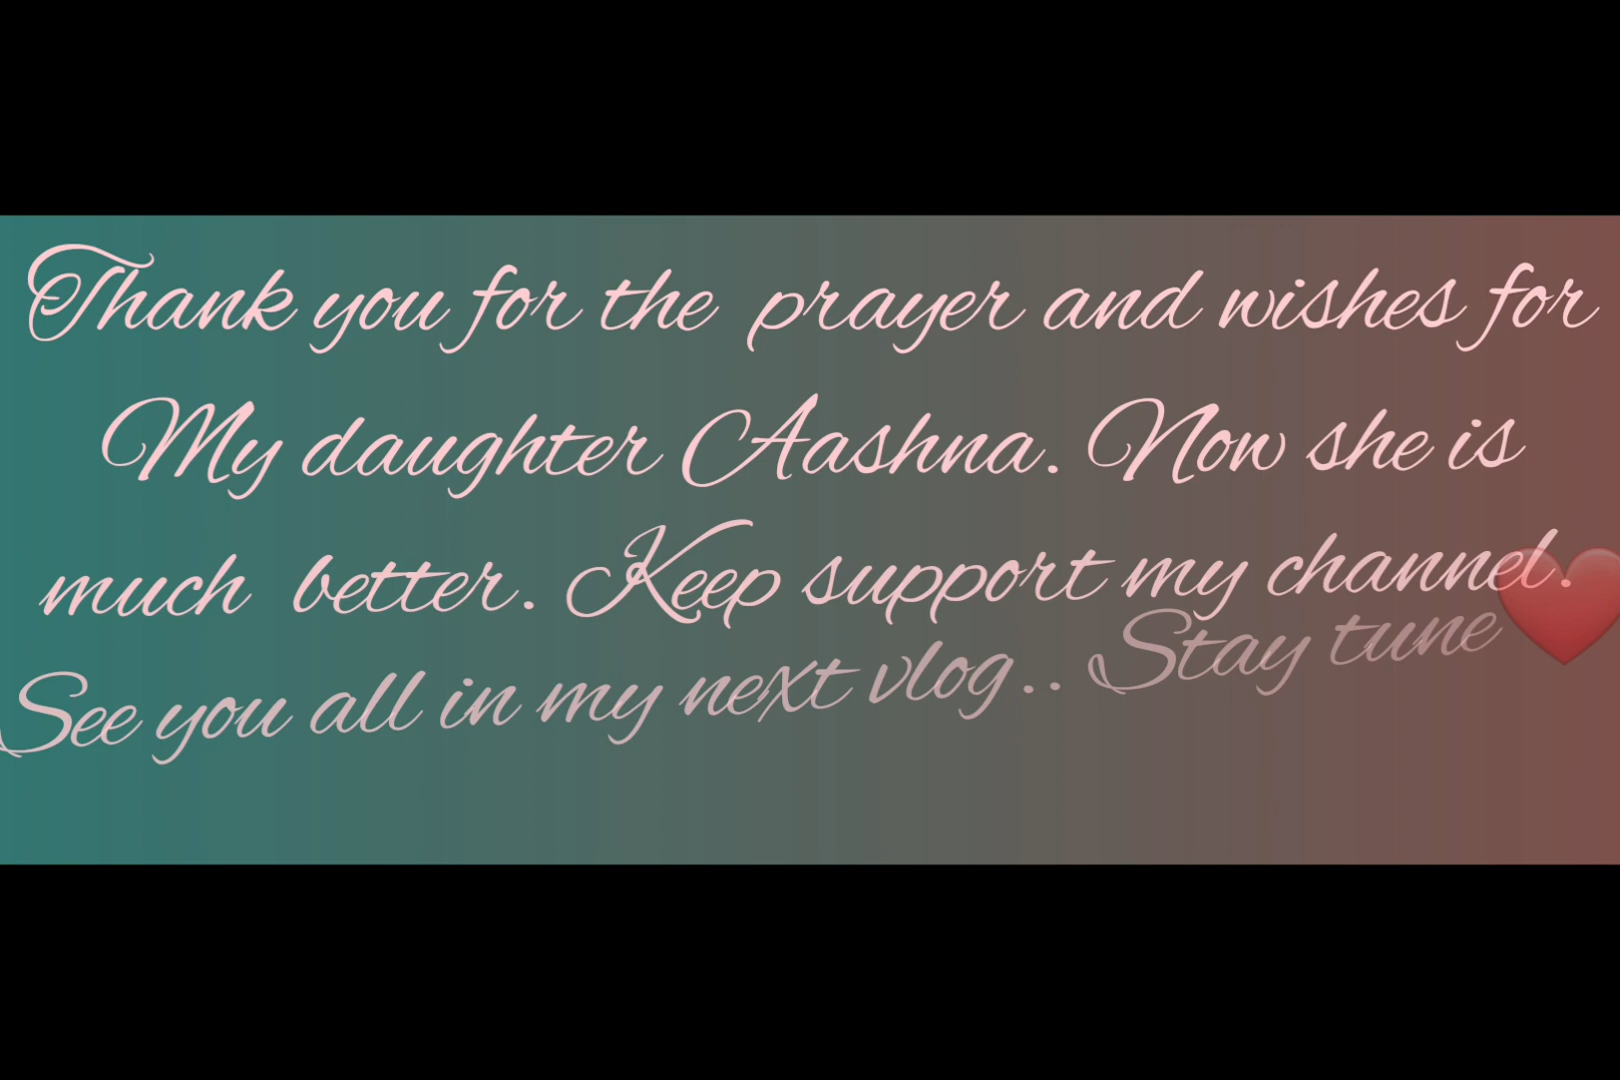 Thank you for the prayer and wishes for
My daughter Aashna. Now she is
much better. Keep support my channel.
See you all in my next vlog.. Stay tune❤️